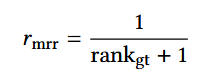 r_mrr = 1 / (rank_gt + 1)